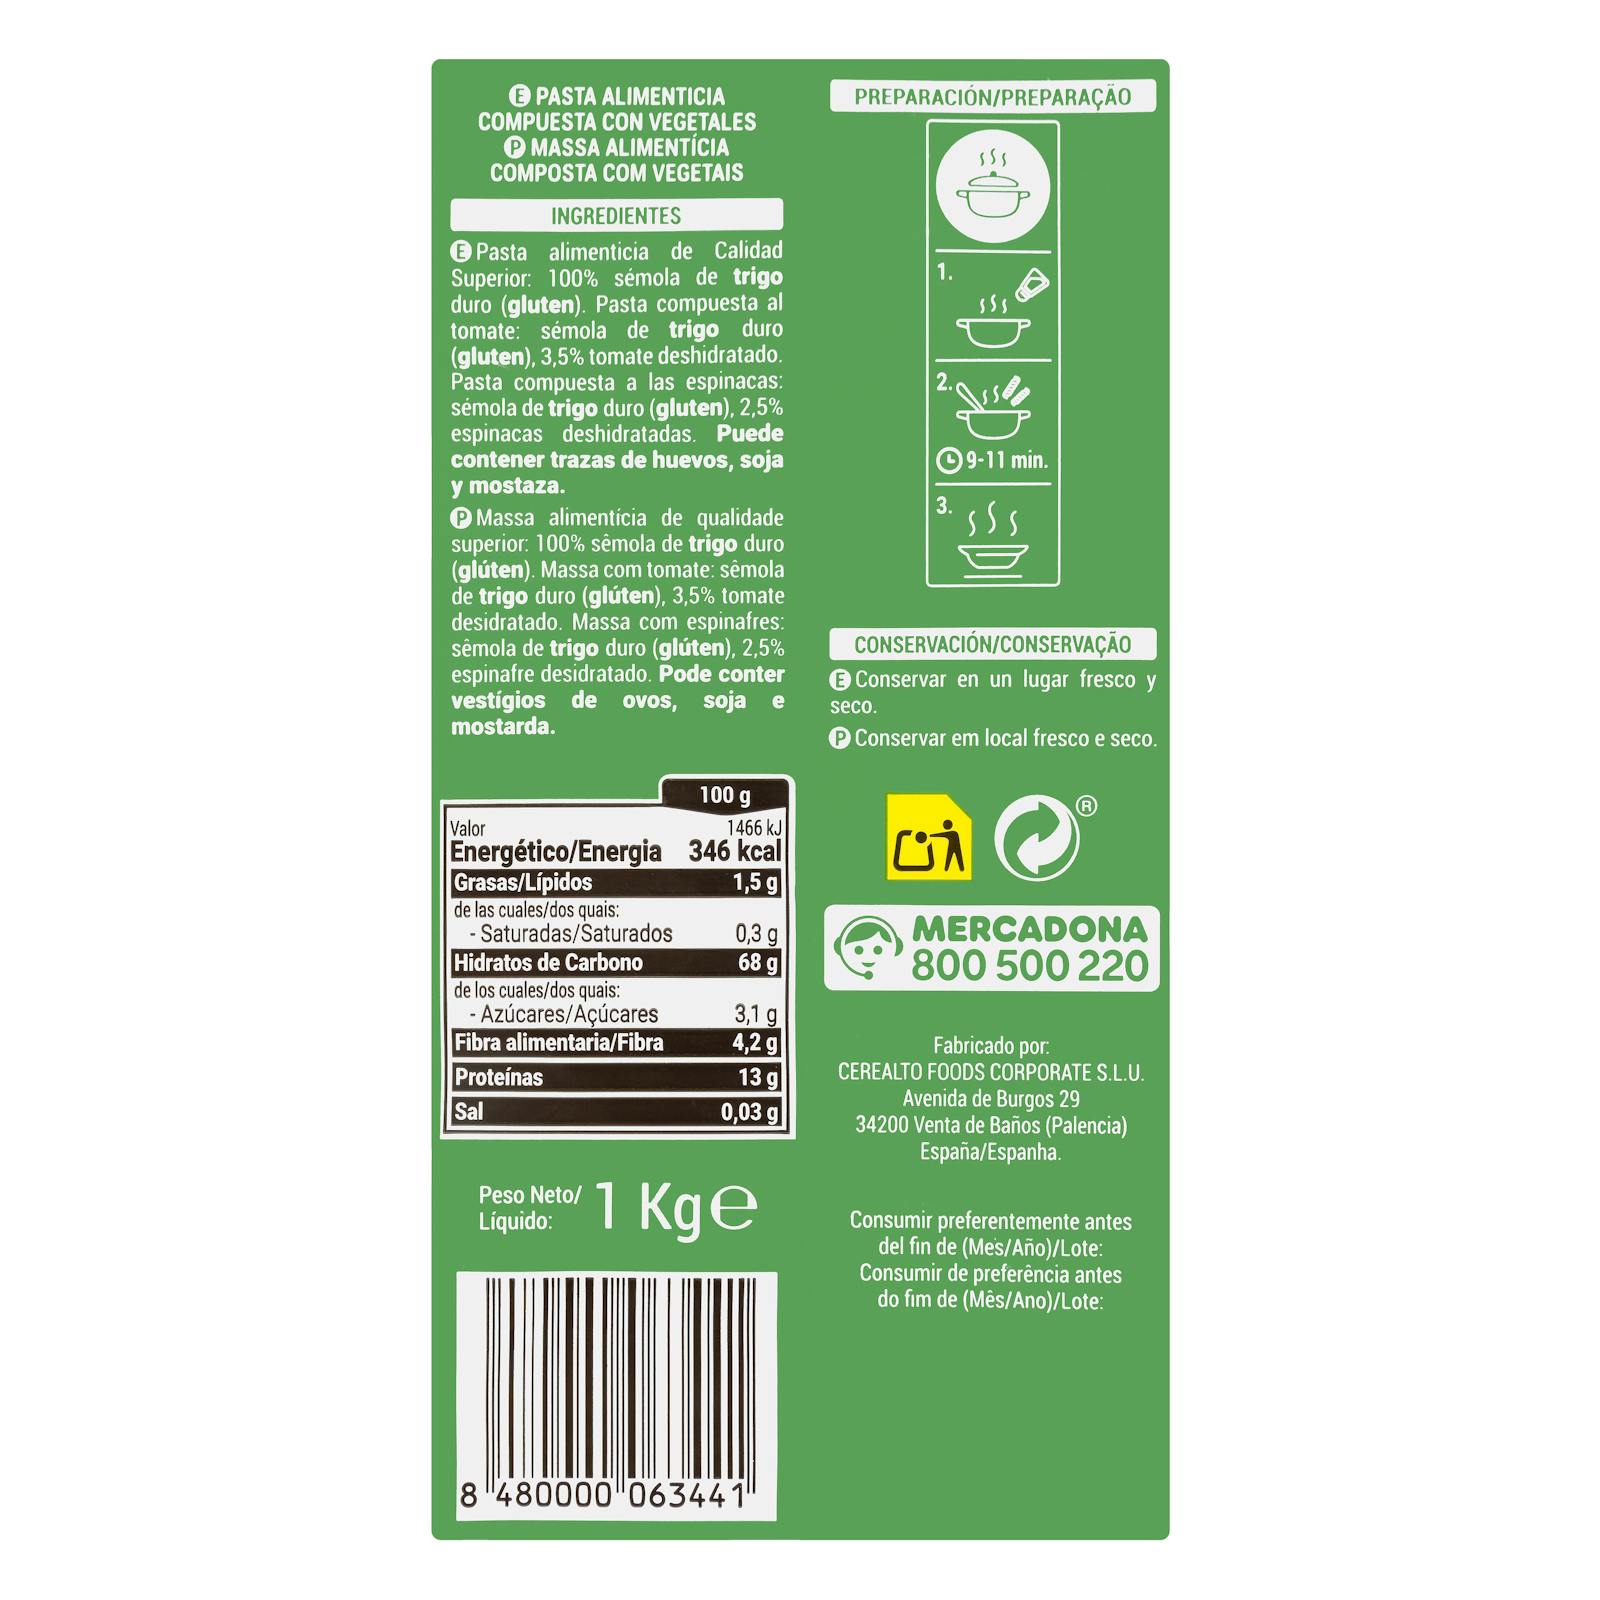 E PASTA ALIMENTICIA
COMPUESTA CON VEGETALES
P MASSA ALIMENTÍCIA
COMPOSTA COM VEGETAIS
INGREDIENTES
E Pasta alimenticia de Calidad
Superior: 100% sémola de trigo
duro (gluten). Pasta compuesta al
tomate: sémola de trigo duro
(gluten), 3,5% tomate deshidratado.
Pasta compuesta a las espinacas:
sémola de trigo duro (gluten), 2,5%
espinacas deshidratadas. Puede
contener trazas de huevos, soja
y mostaza.
P Massa alimentícia de qualidade
superior: 100% sêmola de trigo duro
(glúten). Massa com tomate: sêmola
de trigo duro (glúten), 3,5% tomate
desidratado. Massa com espinafres:
sêmola de trigo duro (glúten), 2,5%
espinafre desidratado. Pode conter
vestígios de ovos, soja e
mostarda.
100 g
Valor 1466 kJ
Energético/Energia 346 kcal
Grasas/Lípidos 1,5 g
de las cuales/dos quais:
- Saturadas/Saturados 0,3 g
Hidratos de Carbono 68 g
de los cuales/dos quais:
- Azúcares/Açúcares 3,1 g
Fibra alimentaria/Fibra 4,2 g
Proteínas 13 g
Sal 0,03 g
Peso Neto/
Líquido: 1 Kg e
8 480000 063441
PREPARACIÓN/PREPARAÇÃO
1.
2.
9-11 min.
3.
CONSERVACIÓN/CONSERVAÇÃO
E Conservar en un lugar fresco y
seco.
P Conservar em local fresco e seco.
®
MERCADONA
800 500 220
Fabricado por:
CEREALTO FOODS CORPORATE S.L.U.
Avenida de Burgos 29
34200 Venta de Baños (Palencia)
España/Espanha.
Consumir preferentemente antes
del fin de (Mes/Año)/Lote:
Consumir de preferência antes
do fim de (Mês/Ano)/Lote: